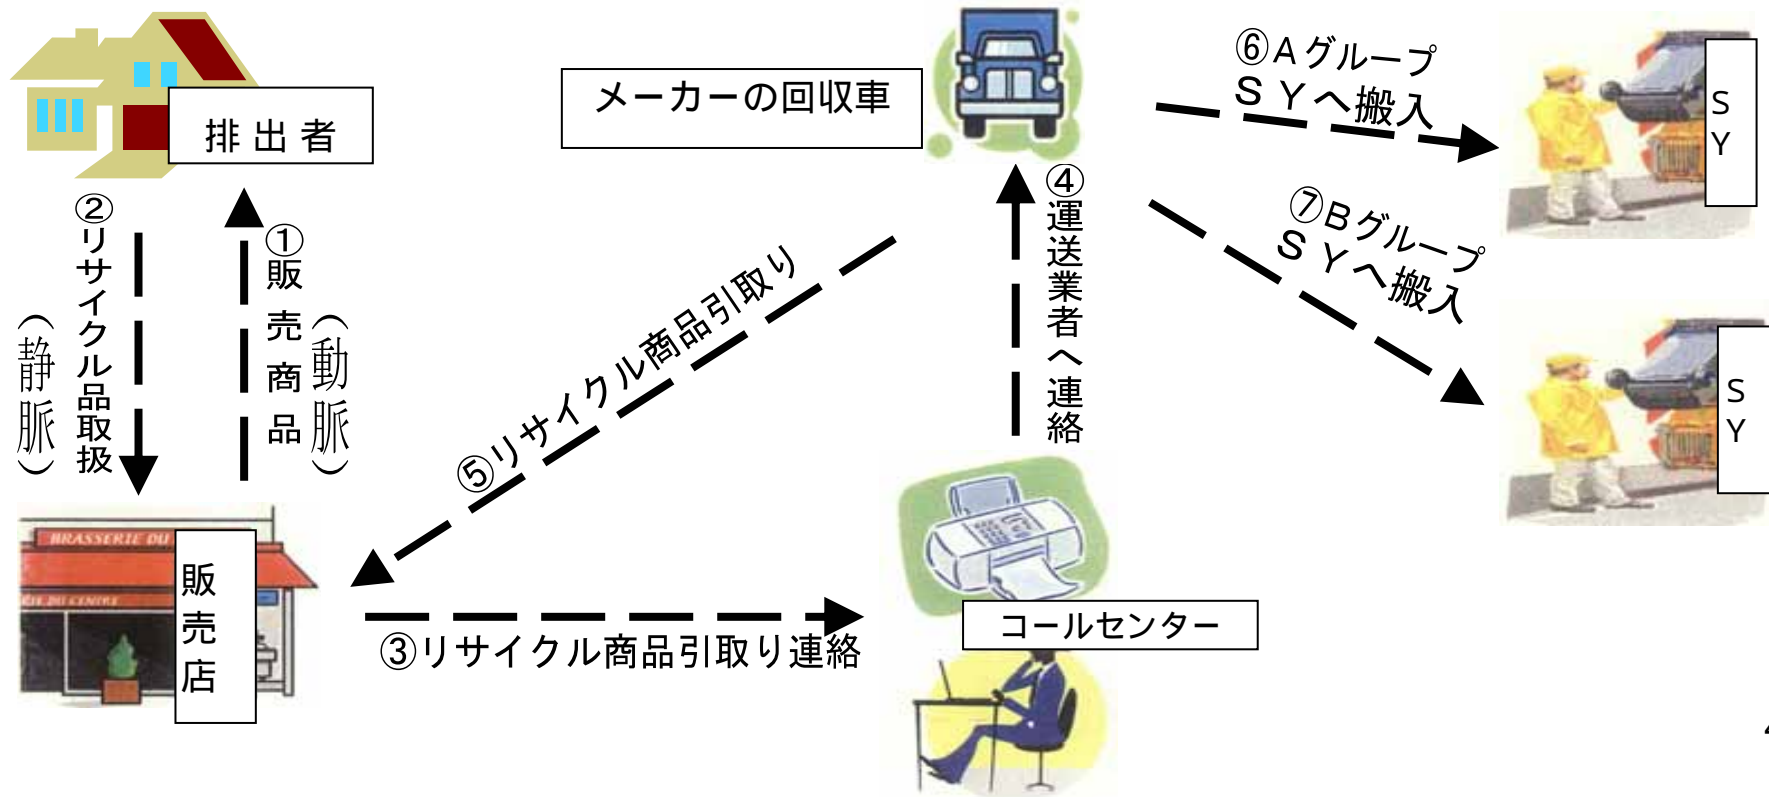 排出者
メーカーの回収車
⑥Aグループ
ＳＹへ搬入
SY
⑦Bグループ
ＳＹへ搬入
SY
②リサイクル品取扱
（静脈）
①販売商品
（動脈）
⑤リサイクル商品引取り
④運送業者へ連絡
BRASSERIE DU
DU CENTRE
販売店
③リサイクル商品引取り連絡
コールセンター